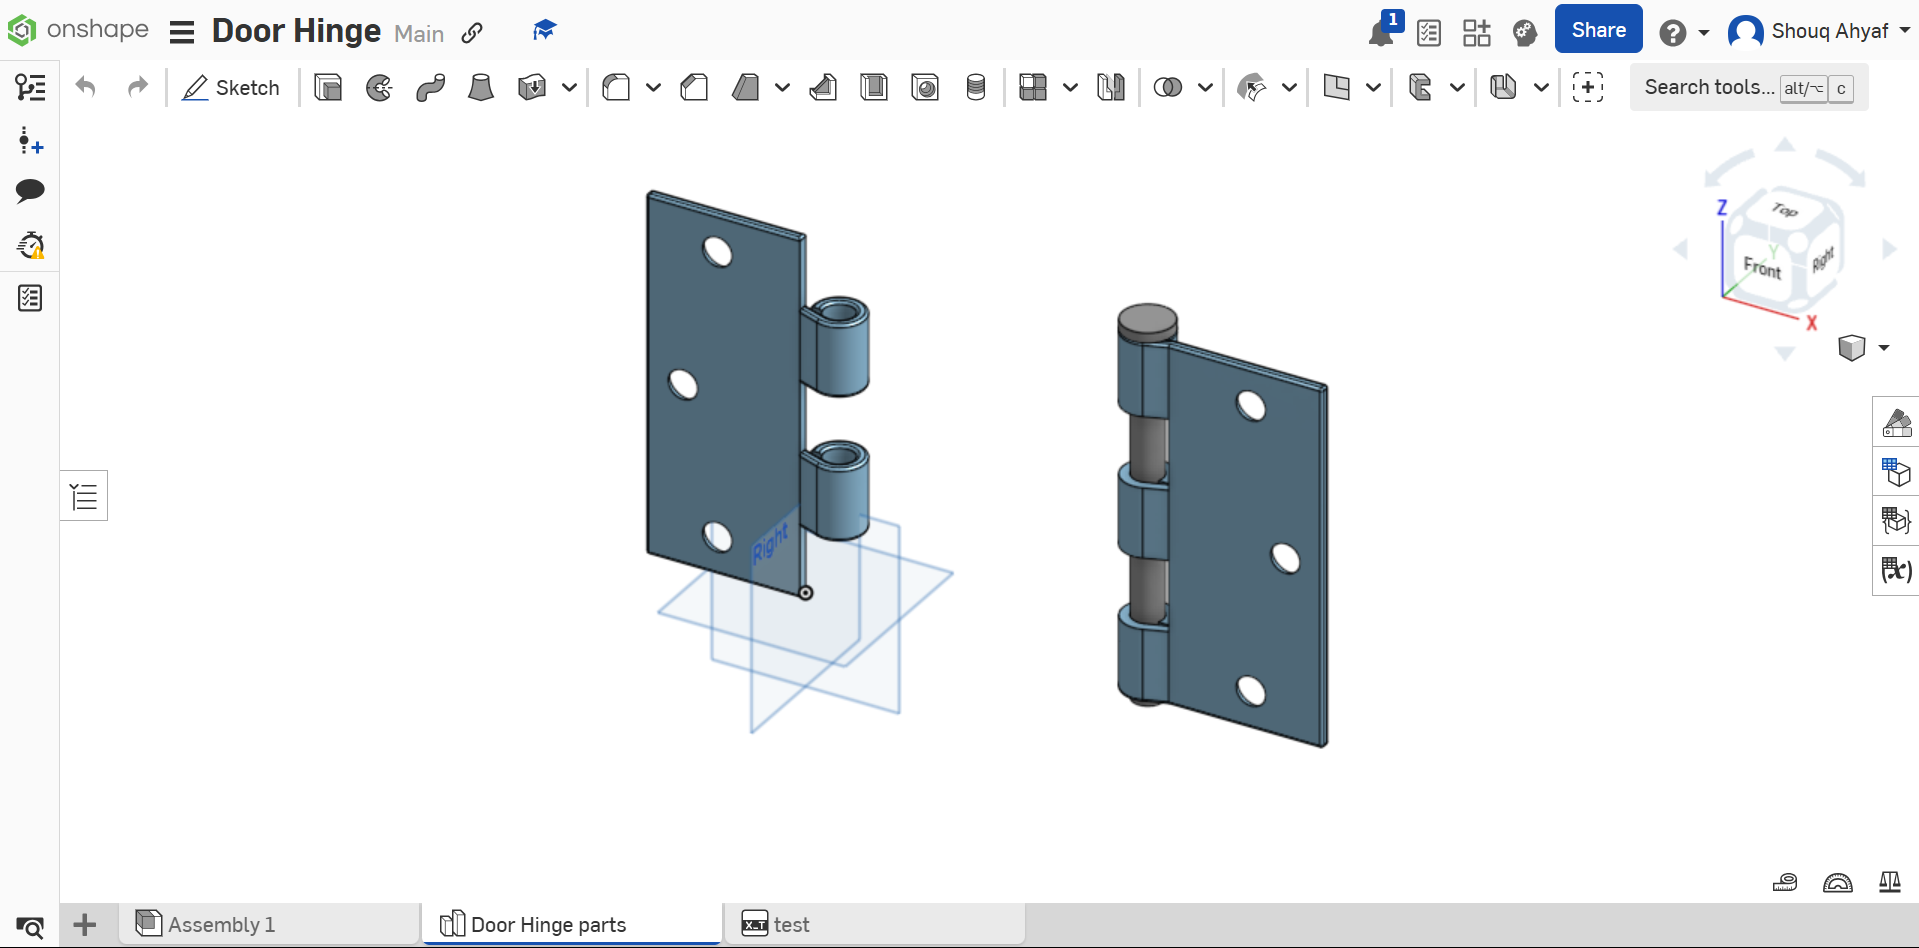 onshape
Door Hinge Main
1
Share
Shouq Ahyaf
Sketch
Search tools... alt/⌥ c
Top
Z
Y
Front
Right
X
Right
(x)
Assembly 1
Door Hinge parts
X_T test